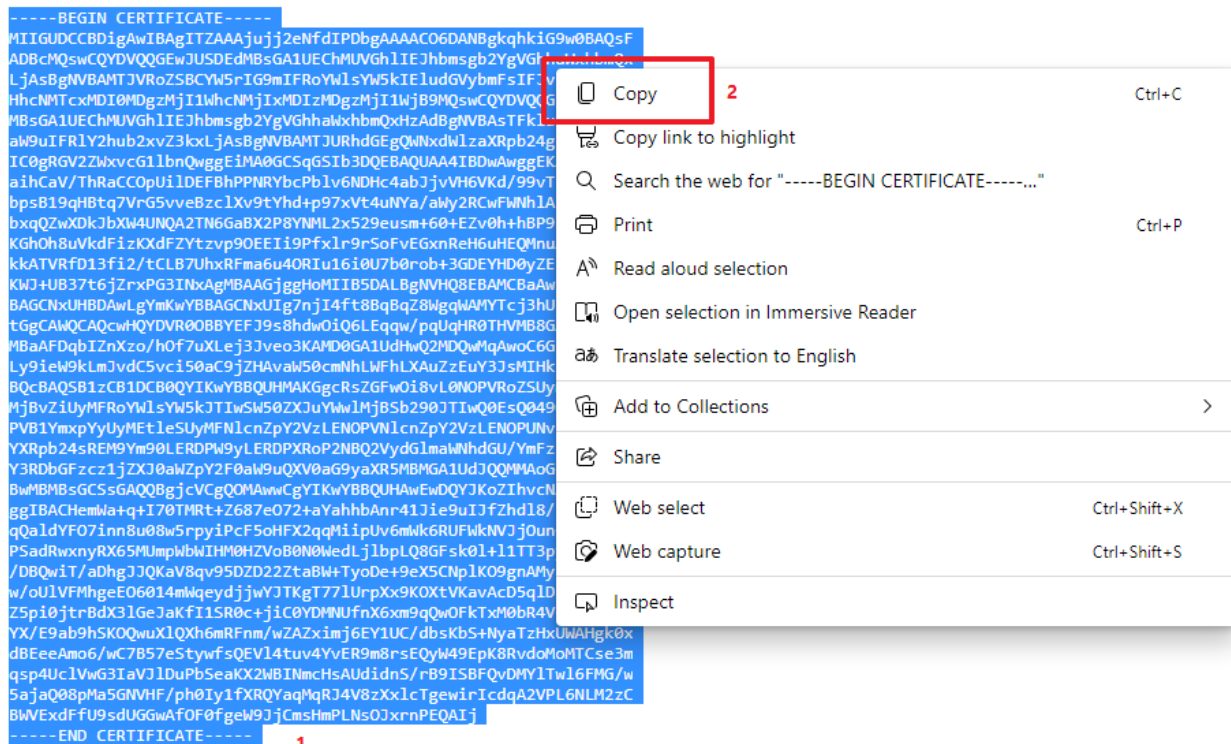 -----BEGIN CERTIFICATE-----
MIIGUDCCBDigAwIBAgITZAAAjujj2eNfdIPDbgAAAACO6DANBgkqhkiG9w0BAQsF
ADBcMQswCQYDVQQGEwJUSDEdMBsGA1UEChMUVGhlIEJhbmsgb2YgVGhhaWxhbmQx
LjAsBgNVBAMTJVRoZSBCYW5rIG9mIFRoYWlsYW5kIEludGVybmFsIFJv
HhcNMTcxMDI0MDgzMjI1WhcNMjIxMDIzMDgzMjI1WjB9MQswCQYDVQQG
MBsGA1UEChMUVGhlIEJhbmsgb2YgVGhhaWxhbmQxHzAdBgNVBAsTFkl
aW9uIFRlY2hub2xvZ3kxLjAsBgNVBAMTJURhdGEgQWNxdWlzaXRpb24g
IC0gRGV2ZWxvcG1lbnQwggEiMA0GCSqGSIb3DQEBAQUAA4IBDwAwggEK
aihCaV/ThRaCCOpUilDEFBhPPNRYbcPblv6NDHc4abJjvVH6VKd/99vT
bpsB19qHBtq7VrG5vveBzclXv9tYhd+p97xVt4uNYa/aWy2RCwFWNhlA
bxqQZwXDkJbXW4UNQA2TN6GaBX2P8YNML2x529eusm+60+EZv0h+hBP9
KGhOh8uVkdFizKXdFZYtzvp9OEEIi9Pfxlr9rSoFvEGxnReH6uHEQMnu
kkATVRfD13fi2/tCLB7UhxRFma6u4ORIu16i0U7b0rob+3GDEYHD0yZE
KWJ+UB37t6jZrxPG3INxAgMBAAGjggHoMIIB5DALBgNVHQ8EBAMCBaAw
BAGCNxUHBDAwLgYmKwYBBAGCNxUIg7njI4ft8BqBqZ8WgqWAMYTcj3hU
tGgCAWQCAQcwHQYDVR0OBBYEFJ9s8hdwOiQ6LEqqw/pqUqHR0THVMB8G
MBaAFDqbIZnXzo/hOf7uXLej3Jveo3KAMD0GA1UdHwQ2MDQwMqAwoC6G
Ly9ieW9kLmJvdC5vci50aC9jZHAvaW50cmNhLWFhLXAuZzEuY3JsMIHk
BQcBAQSB1zCB1DCB0QYIKwYBBQUHMAKGgcRsZGFwOi8vL0NOPVRoZSUy
MjBvZiUyMFRoYWlsYW5kJTIwSW50ZXJuYWwlMjBSb290JTIwQ0EsQ049
PVB1YmxpYyUyMEtleSUyMFNlcnZpY2VzLENOPVNlcnZpY2VzLENOPUNv
YXRpb24sREM9Ym90LERDPW9yLERDPXRoP2NBQ2VydGlmaWNhdGU/YmFz
Y3RDbGFzcz1jZXJ0aWZpY2F0aW9uQXV0aG9yaXR5MBMGA1UdJQQMMAoG
BwMBMBsGCSsGAQQBgjcVCgQOMAwwCgYIKwYBBQUHAwEwDQYJKoZIhvcN
ggIBACHemWa+q+I70TMRt+Z687eO72+aYahhbAnr41Jie9uIJfZhdl8/
qQaldYFO7inn8u08w5rpyiPcF5oHFX2qqMiipUv6mWk6RUFWkNVJjOun
PSadRwxnyRX65MUmpWbWIHM0HZVoB0N0WedLjlbpLQ8GFsk0l+l1TT3p
/DBQwiT/aDhgJJQKaV8qv95DZD22ZtaBW+TyoDe+9eX5CNplKO9gnAMy
w/oUlVFMhgeEO6014mWqeydjjwYJTKgT77lUrpXx9KOXtVKavAcD5qlD
Z5pi0jtrBdX3lGeJaKfI1SR0c+jiC0YDMNUfnX6xm9qQwOFkTxM0bR4V
YX/E9ab9hSKOQwuXlQXh6mRFnm/wZAZximj6EY1UC/dbsKbS+NyaTzHxUWAHgk0x
dBEeeAmo6/wC7B57eStywfsQEVl4tuv4YvER9m8rsEQyW49EpK8RvdoMoMTCse3m
qsp4UclVwG3IaVJlDuPbSeaKX2WBINmcHsAUdidnS/rB9ISBFQvDMYlTwl6FMG/w
5ajaQ08pMa5GNVHF/ph0Iy1fXRQYaqMqRJ4V8zXxlcTgewirIcdqA2VPL6NLM2zC
BWVExdFfU9sdUGGwAfOF0fgeW9JjCmsHmPLNsOJxrnPEQAIj
-----END CERTIFICATE-----
1
Copy 2 Ctrl+C
Copy link to highlight
Search the web for "-----BEGIN CERTIFICATE-----..."
Print Ctrl+P
Read aloud selection
Open selection in Immersive Reader
Translate selection to English
Add to Collections
Share
Web select Ctrl+Shift+X
Web capture Ctrl+Shift+S
Inspect